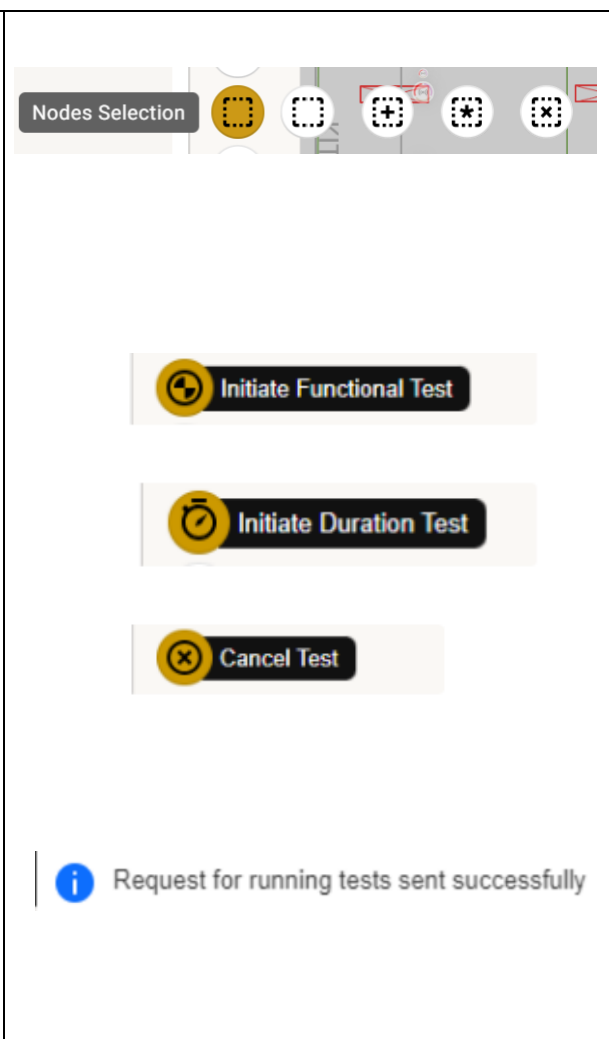 Nodes Selection
Initiate Functional Test
Initiate Duration Test
Cancel Test
Request for running tests sent successfully